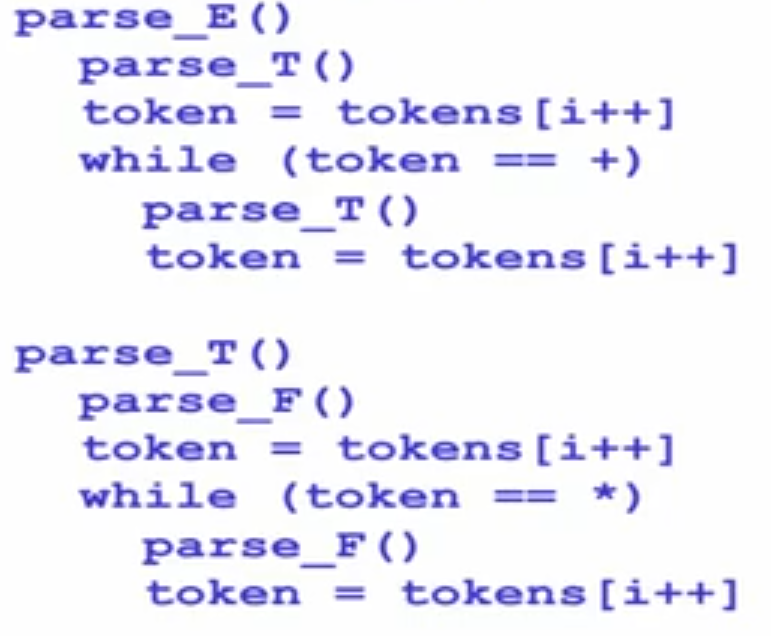 parse_E()
parse_T()
token = tokens[i++]
while (token == +)
parse_T()
token = tokens[i++]
parse_T()
parse_F()
token = tokens[i++]
while (token == *)
parse_F()
token = tokens[i++]